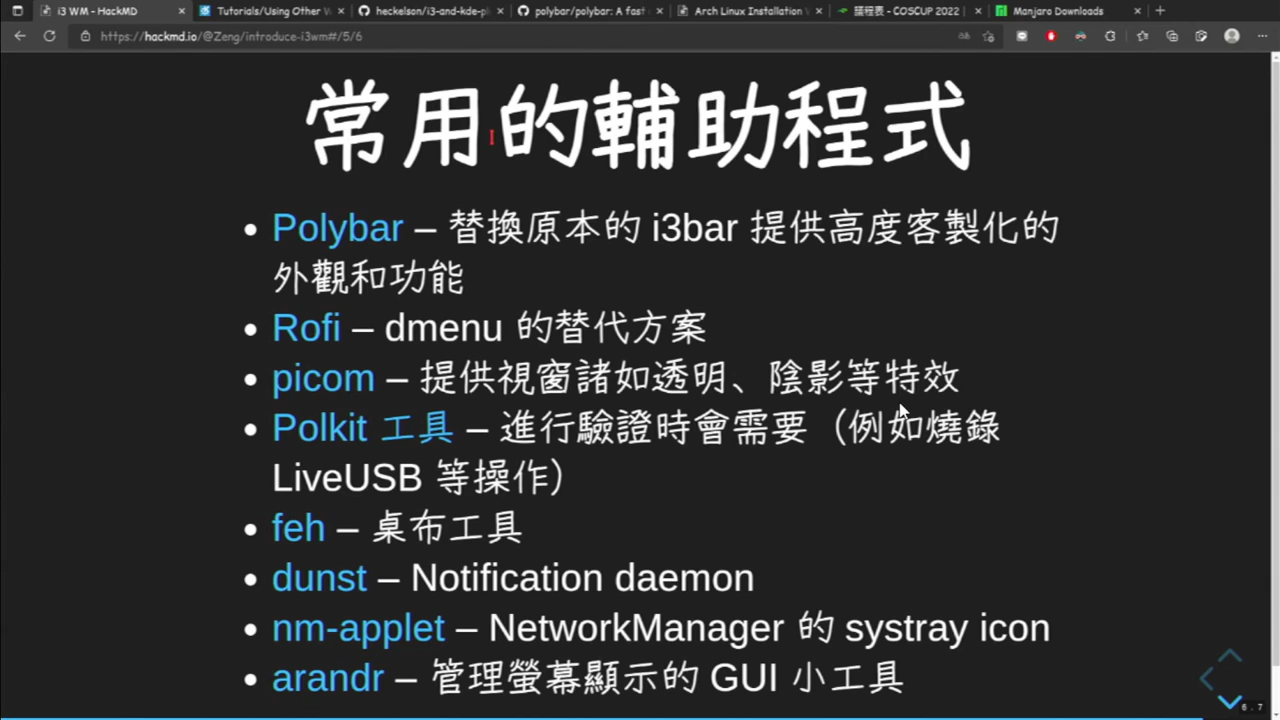 i3 WM - HackMD
Tutorials/Using Other W
heckelson/i3-and-kde-pl
polybar/polybar: A fast
Arch Linux Installation
議程表 - COSCUP 2022 |
Manjaro Downloads
https://hackmd.io/@Zeng/introduce-i3wm#/5/6
常用的輔助程式
Polybar – 替換原本的 i3bar 提供高度客製化的
外觀和功能
Rofi – dmenu 的替代方案
picom – 提供視窗諸如透明、陰影等特效
Polkit 工具 – 進行驗證時會需要（例如燒錄
LiveUSB 等操作）
feh – 桌布工具
dunst – Notification daemon
nm-applet – NetworkManager 的 systray icon
arandr – 管理螢幕顯示的 GUI 小工具
6.7